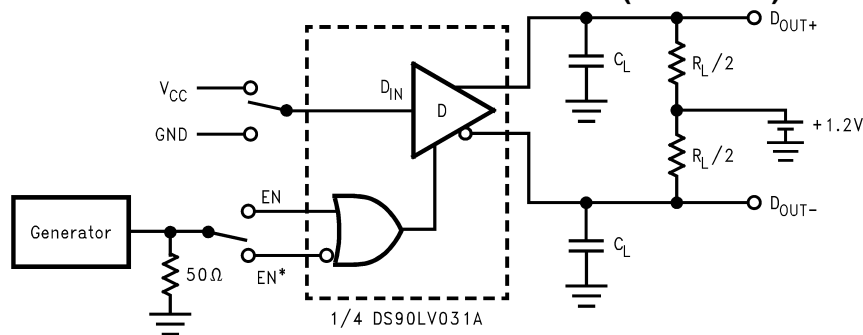 D_OUT+
C_L
R_L/2
V_CC
D_IN
D
GND
+1.2V
R_L/2
EN
Generator
D_OUT−
50Ω
EN*
C_L
1/4 DS90LV031A